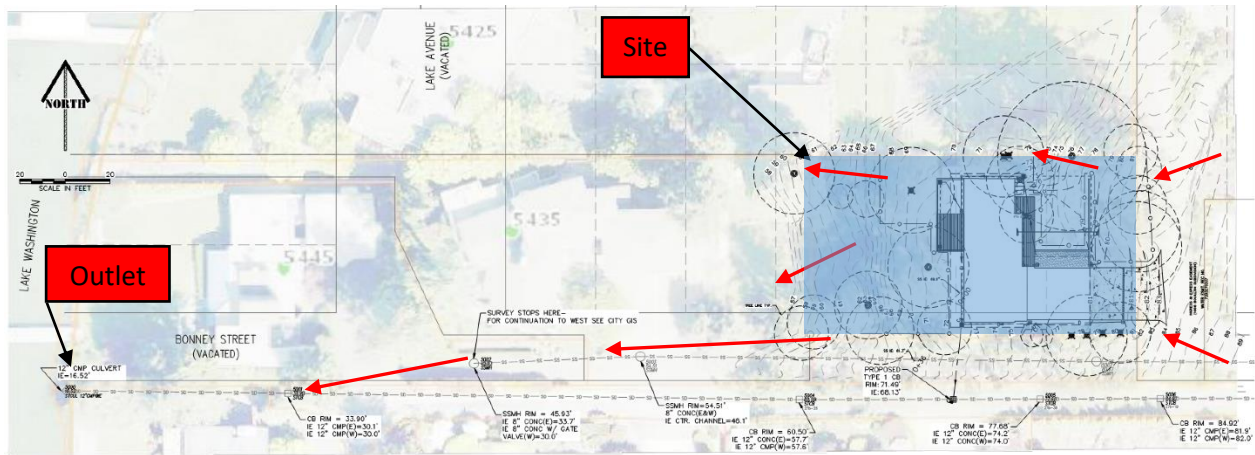 LAKE AVENUE
(VACATED)
5425
Site
NORTH
20 0 20
SCALE IN FEET
LAKE WASHINGTON
5435
5445
Outlet
SURVEY STOPS HERE-
FOR CONTINUATION TO WEST SEE CITY GIS
BONNEY STREET
(VACATED)
12" CMP CULVERT
IE=16.52'
CB RIM = 33.90'
IE 12" CMP(E)=30.1'
IE 12" CMP(W)=30.0'
SSMH RIM = 45.93'
IE 8" CONC(E)=33.7'
IE 8" CONC W/ GATE
VALVE(W)=30.0'
SSMH RIM=54.51'
8" CONC(E&W)
IE CTR. CHANNEL=46.1'
CB RIM = 60.50'
IE 12" CONC(E)=57.7'
IE 12" CMP(W)=57.6'
PROPOSED
TYPE 1 CB
RIM:71.49'
IE:68.13'
CB RIM = 77.68'
IE 12" CONC(E)=74.2'
IE 12" CONC(W)=74.0'
CB RIM = 84.92'
IE 12" CMP(E)=81.9'
IE 12" CMP(W)=82.0'